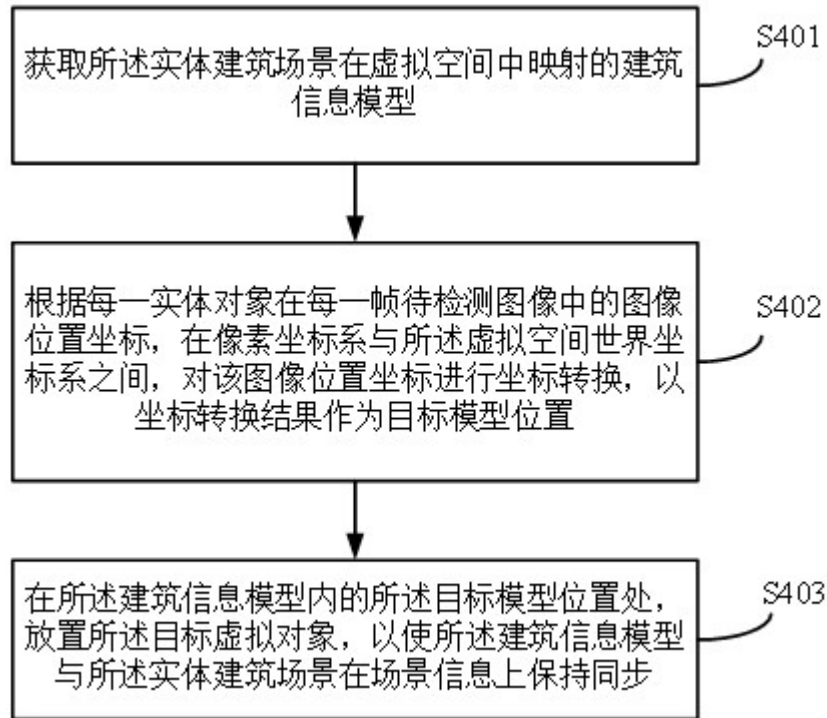 获取所述实体建筑场景在虚拟空间中映射的建筑
信息模型
S401
根据每一实体对象在每一帧待检测图像中的图像
位置坐标，在像素坐标系与所述虚拟空间世界坐
标系之间，对该图像位置坐标进行坐标转换，以
坐标转换结果作为目标模型位置
S402
在所述建筑信息模型内的所述目标模型位置处，
放置所述目标虚拟对象，以使所述建筑信息模型
与所述实体建筑场景在场景信息上保持同步
S403